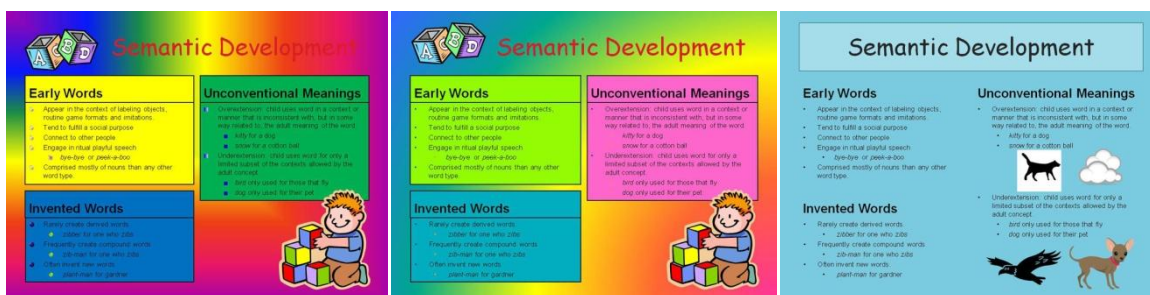 A C B D
Semantic Development
Early Words
Appear in the context of labeling objects,
routine game formats and imitations.
Tend to fulfill a social purpose
Connect to other people
Engage in ritual playful speech
bye-bye or peek-a-boo
Comprised mostly of nouns than any other
word type.
Invented Words
Rarely create derived words.
zibber for one who zibs
Frequently create compound words
zib-man for one who zibs
Often invent new words
plant-man for gardner
Unconventional Meanings
Overextension: child uses word in a context or
manner that is inconsistent with, but in some
way related to, the adult meaning of the word.
kitty for a dog
snow for a cotton ball
Underextension: child uses word for only a
limited subset of the contexts allowed by the
adult concept.
bird only used for those that fly
dog only used for their pet
A C B D
Semantic Development
Early Words
Appear in the context of labeling objects,
routine game formats and imitations.
Tend to fulfill a social purpose
Connect to other people
Engage in ritual playful speech
bye-bye or peek-a-boo
Comprised mostly of nouns than any other
word type.
Invented Words
Rarely create derived words.
zibber for one who zibs
Frequently create compound words
zib-man for one who zibs
Often invent new words
plant-man for gardner
Unconventional Meanings
Overextension: child uses word in a context or
manner that is inconsistent with, but in some
way related to, the adult meaning of the word.
kitty for a dog
snow for a cotton ball
Underextension: child uses word for only a
limited subset of the contexts allowed by the
adult concept.
bird only used for those that fly
dog only used for their pet
Semantic Development
Early Words
Appear in the context of labeling objects,
routine game formats and imitations.
Tend to fulfill a social purpose
Connect to other people
Engage in ritual playful speech
bye-bye or peek-a-boo
Comprised mostly of nouns than any other
word type.
Invented Words
Rarely create derived words.
zibber for one who zibs
Frequently create compound words
zib-man for one who zibs
Often invent new words
plant-man for gardner
Unconventional Meanings
Overextension: child uses word in a context or
manner that is inconsistent with, but in some
way related to, the adult meaning of the word.
kitty for a dog
snow for a cotton ball
Underextension: child uses word for only a
limited subset of the contexts allowed by the
adult concept.
bird only used for those that fly
dog only used for their pet